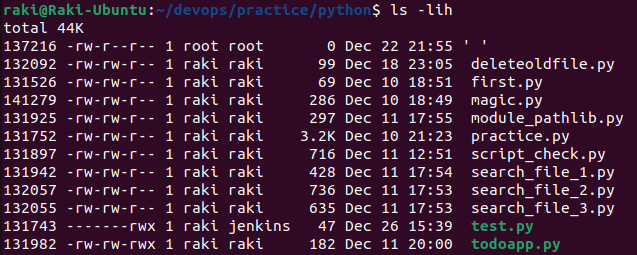 raki@Raki-Ubuntu:~/devops/practice/python$ ls -lih
total 44K
137216 -rw-r--r-- 1 root root       0 Dec 22 21:55 ' '
132092 -rw-rw-r-- 1 raki raki      99 Dec 18 23:05 deleteoldfile.py
131526 -rw-rw-r-- 1 raki raki      69 Dec 10 18:51 first.py
141279 -rw-rw-r-- 1 raki raki     286 Dec 10 18:49 magic.py
131925 -rw-rw-r-- 1 raki raki     297 Dec 11 17:55 module_pathlib.py
131752 -rw-rw-r-- 1 raki raki    3.2K Dec 10 21:23 practice.py
131897 -rw-rw-r-- 1 raki raki     716 Dec 11 12:51 script_check.py
131942 -rw-rw-r-- 1 raki raki     428 Dec 11 17:54 search_file_1.py
132057 -rw-rw-r-- 1 raki raki     736 Dec 11 17:53 search_file_2.py
132055 -rw-rw-r-- 1 raki raki     635 Dec 11 17:53 search_file_3.py
131743 -------rwx 1 raki jenkins   47 Dec 26 15:39 test.py
131982 -rw-rw-rwx 1 raki raki     182 Dec 11 20:00 todoapp.py